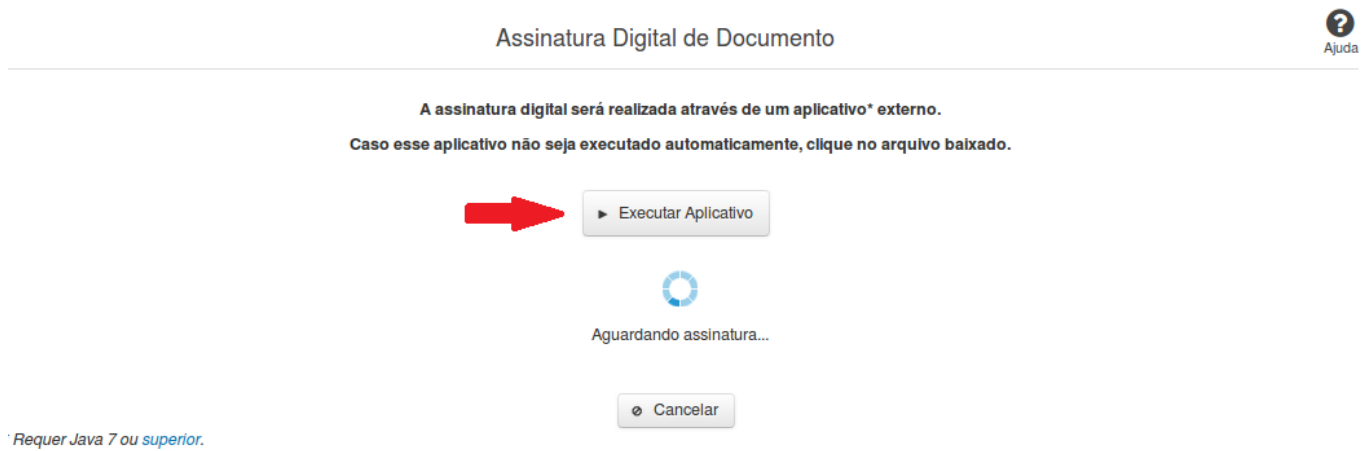 Assinatura Digital de Documento
Ajuda
A assinatura digital será realizada através de um aplicativo* externo.
Caso esse aplicativo não seja executado automaticamente, clique no arquivo baixado.
Executar Aplicativo
Aguardando assinatura...
Cancelar
* Requer Java 7 ou superior.